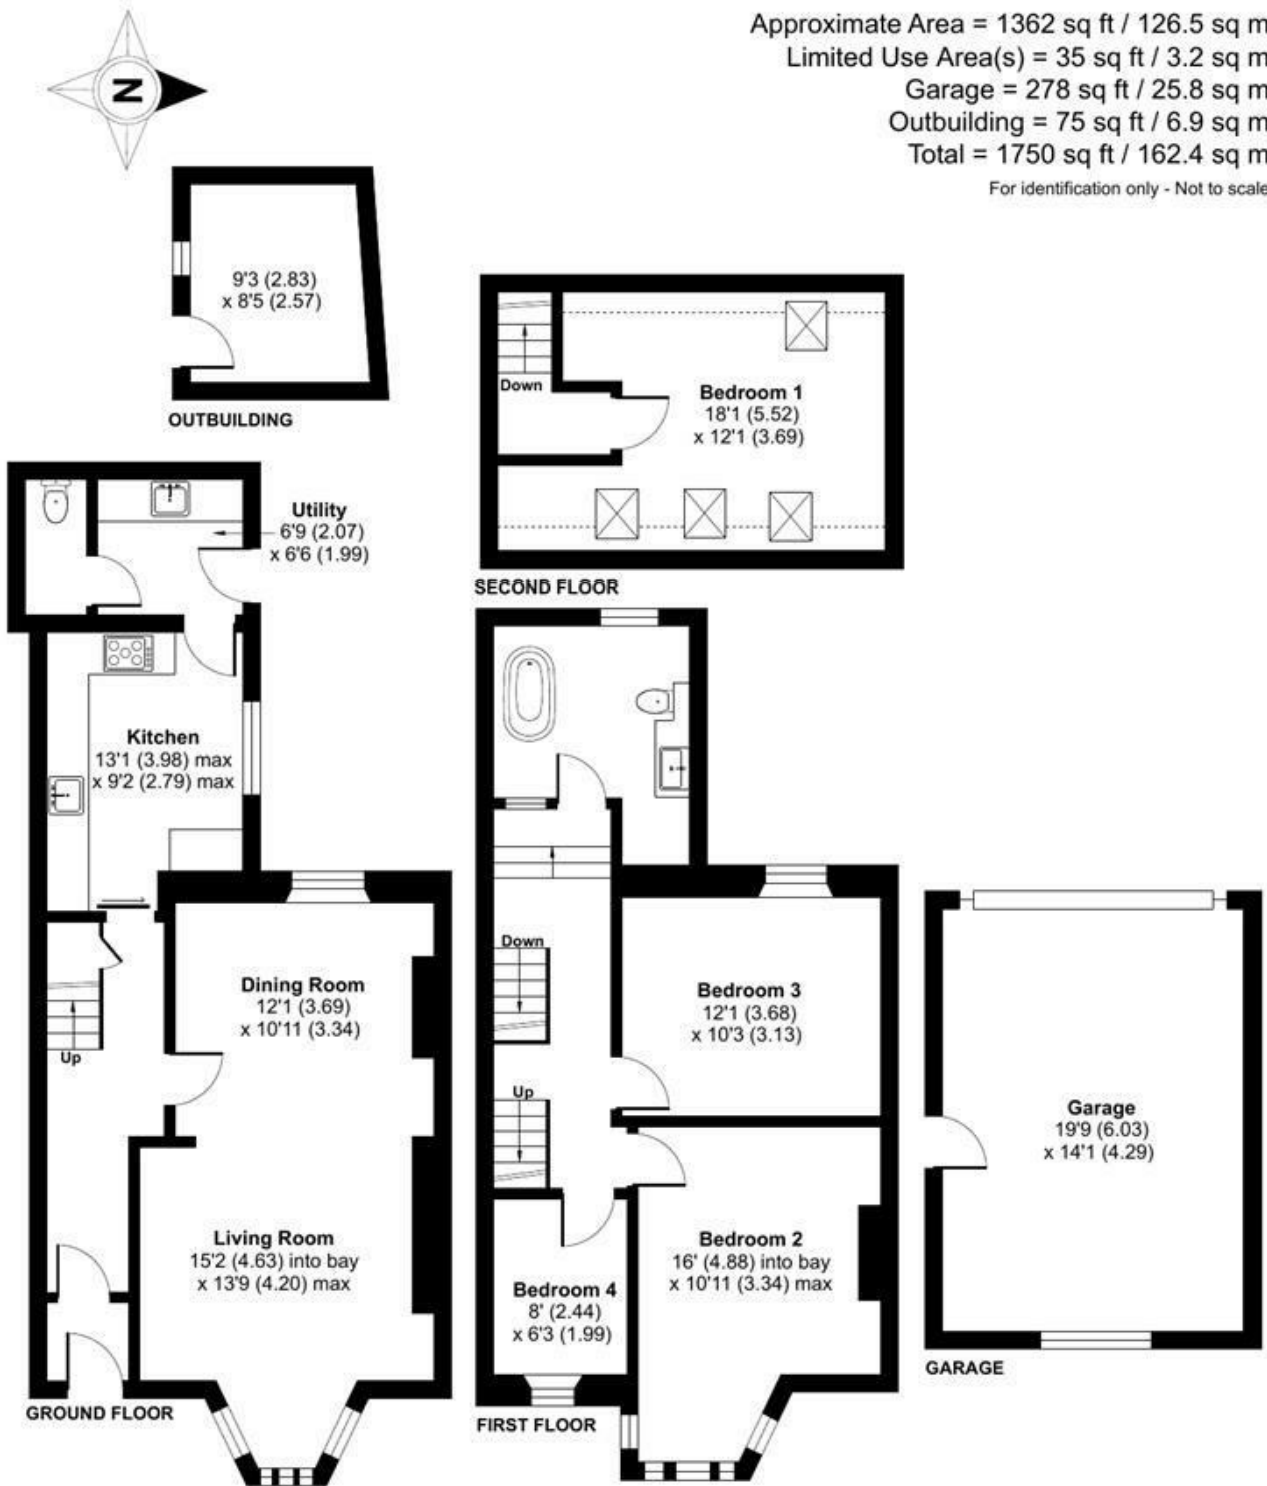 Approximate Area = 1362 sq ft / 126.5 sq m
Limited Use Area(s) = 35 sq ft / 3.2 sq m
Garage = 278 sq ft / 25.8 sq m
Outbuilding = 75 sq ft / 6.9 sq m
Total = 1750 sq ft / 162.4 sq m
For identification only - Not to scale
N
9'3 (2.83)
x 8'5 (2.57)
OUTBUILDING
Down
Bedroom 1
18'1 (5.52)
x 12'1 (3.69)
SECOND FLOOR
Utility
6'9 (2.07)
x 6'6 (1.99)
Kitchen
13'1 (3.98) max
x 9'2 (2.79) max
Dining Room
12'1 (3.69)
x 10'11 (3.34)
Up
Living Room
15'2 (4.63) into bay
x 13'9 (4.20) max
GROUND FLOOR
Down
Bedroom 3
12'1 (3.68)
x 10'3 (3.13)
Up
Bedroom 2
16' (4.88) into bay
x 10'11 (3.34) max
Bedroom 4
8' (2.44)
x 6'3 (1.99)
FIRST FLOOR
Garage
19'9 (6.03)
x 14'1 (4.29)
GARAGE